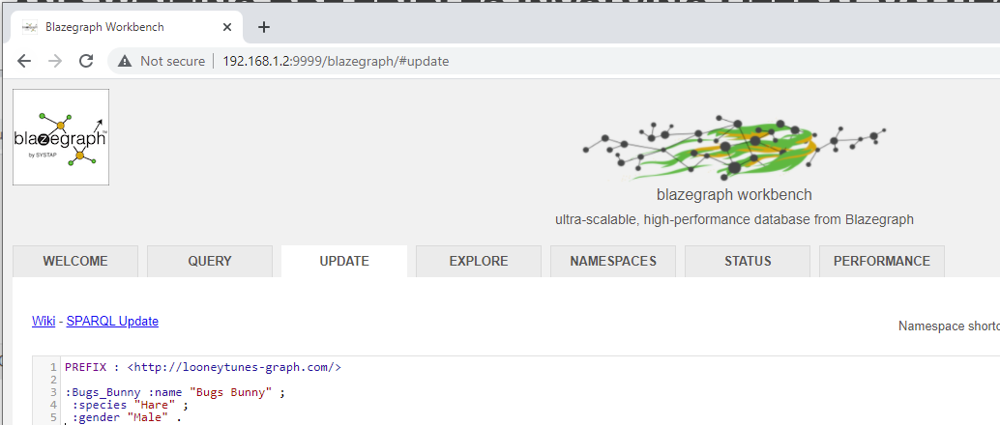 Blazegraph Workbench
Not secure 192.168.1.2:9999/blazegraph/#update
blazegraph™
by SYSTAP
blazegraph workbench
ultra-scalable, high-performance database from Blazegraph
WELCOME QUERY UPDATE EXPLORE NAMESPACES STATUS PERFORMANCE
Wiki - SPARQL Update
Namespace shortc
1 PREFIX : <http://looneytunes-graph.com/>
2
3 :Bugs_Bunny :name "Bugs Bunny" ;
4 :species "Hare" ;
5 :gender "Male" .